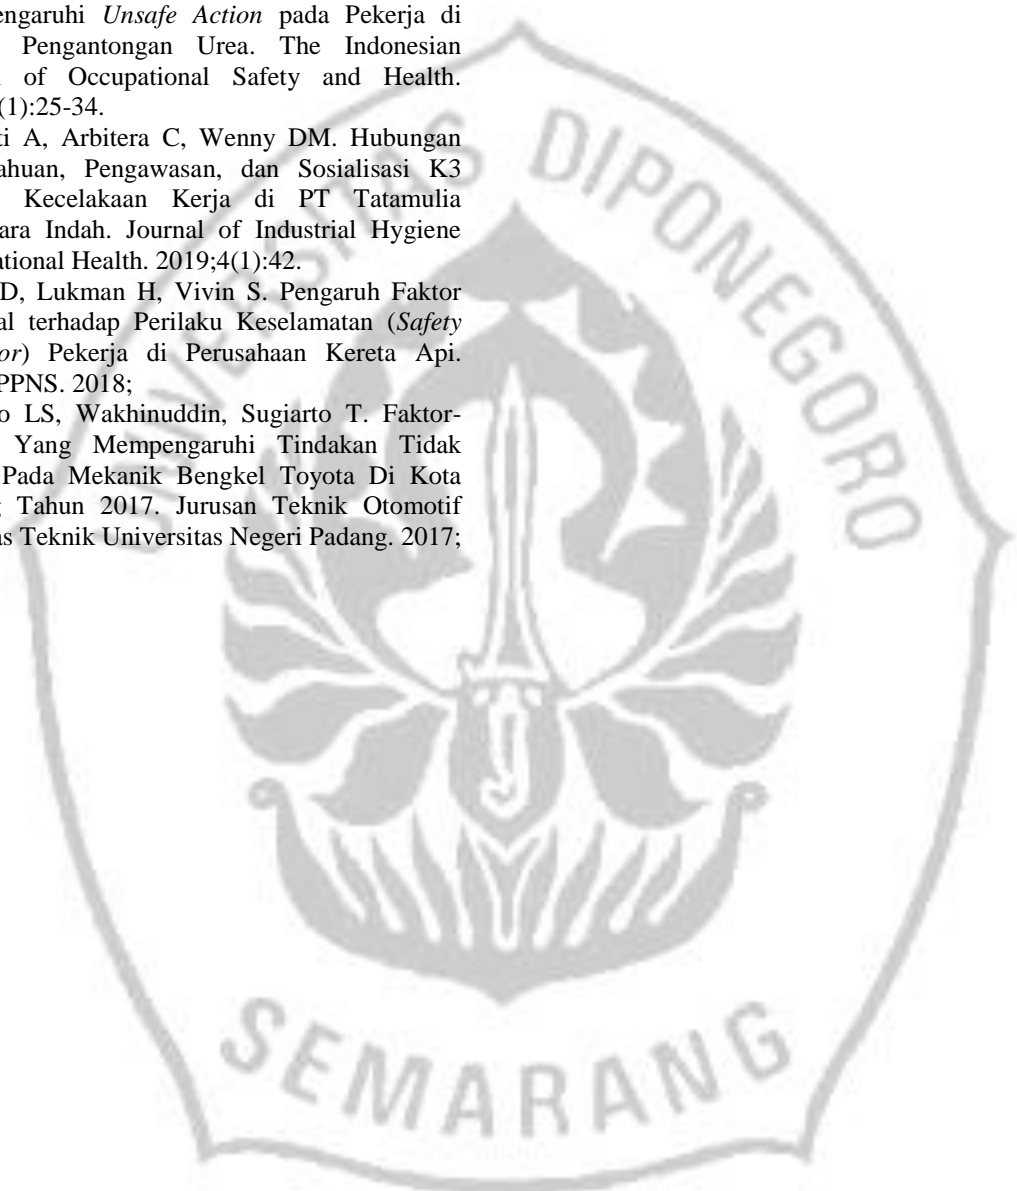 engaruhi Unsafe Action pada Pekerja di
Pengantongan Urea. The Indonesian
of Occupational Safety and Health.
(1):25-34.
ti A, Arbitera C, Wenny DM. Hubungan
ahuan, Pengawasan, dan Sosialisasi K3
Kecelakaan Kerja di PT Tatamulia
ara Indah. Journal of Industrial Hygiene
ational Health. 2019;4(1):42.
D, Lukman H, Vivin S. Pengaruh Faktor
al terhadap Perilaku Keselamatan (Safety
or) Pekerja di Perusahaan Kereta Api.
PPNS. 2018;
o LS, Wakhinuddin, Sugiarto T. Faktor-
Yang Mempengaruhi Tindakan Tidak
Pada Mekanik Bengkel Toyota Di Kota
g Tahun 2017. Jurusan Teknik Otomotif
as Teknik Universitas Negeri Padang. 2017;
UNIVERSITAS DIPONEGORO
SEMARANG